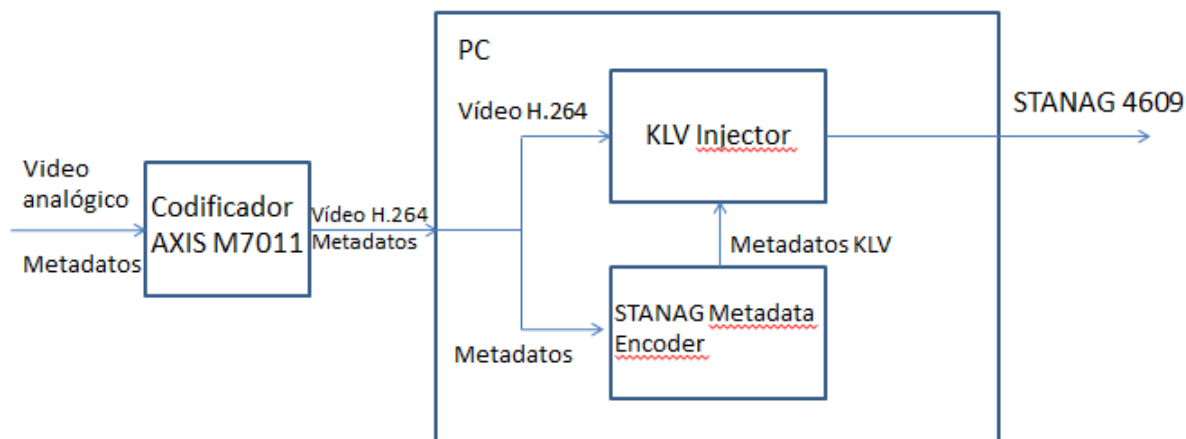 PC
STANAG 4609
Vídeo H.264
KLV Injector
Video
analógico
Metadatos
Codificador
AXIS M7011
Vídeo H.264
Metadatos
Metadatos KLV
STANAG Metadata
Encoder
Metadatos